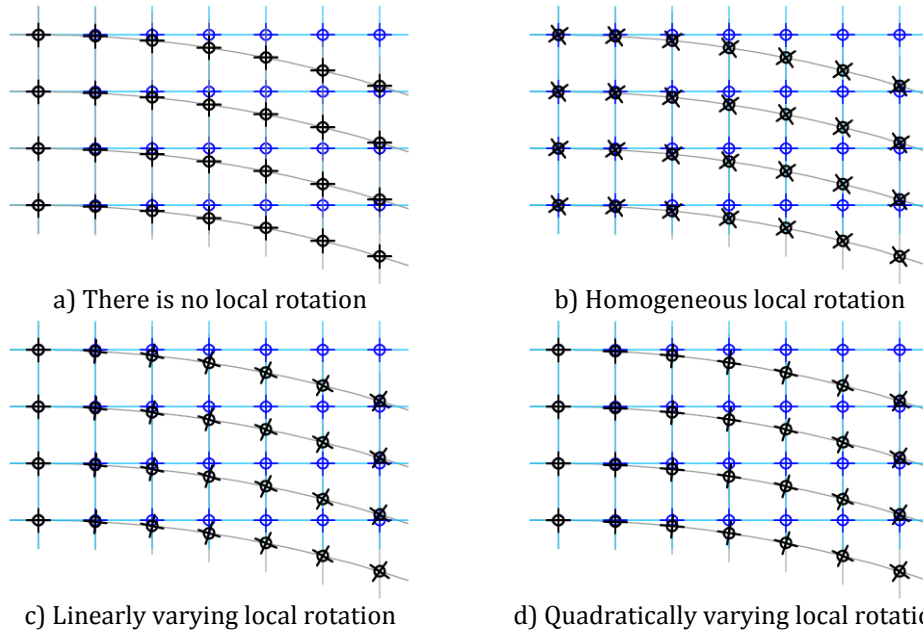 a) There is no local rotation
b) Homogeneous local rotation
c) Linearly varying local rotation
d) Quadratically varying local rotatio